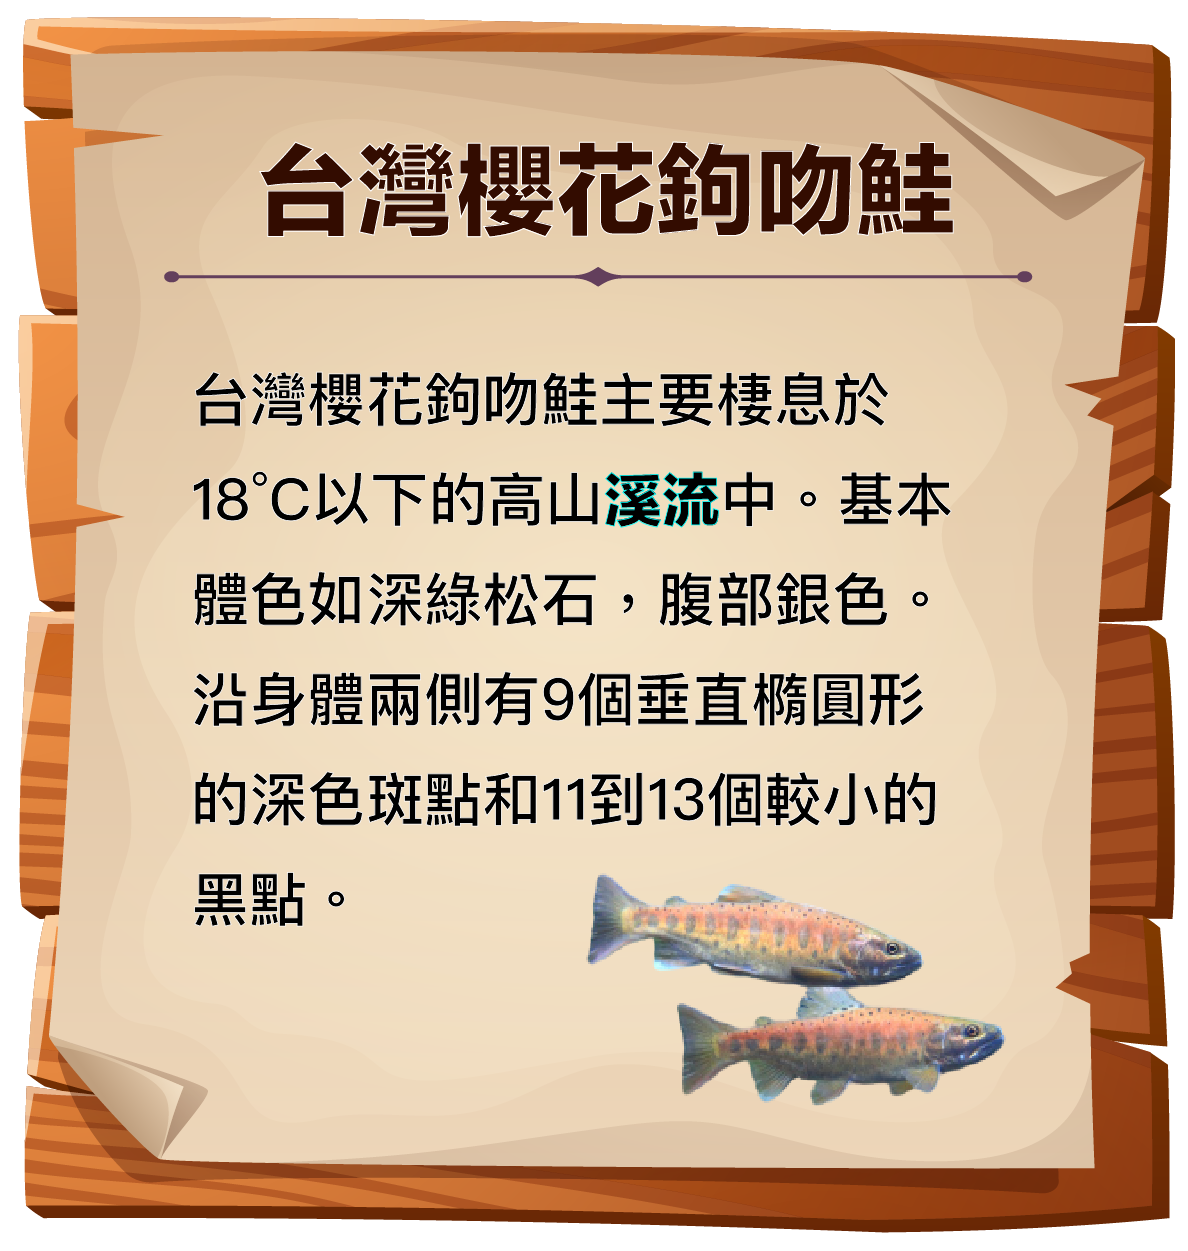 台灣櫻花鉤吻鮭
台灣櫻花鉤吻鮭主要棲息於
18°C以下的高山溪流中。基本
體色如深綠松石，腹部銀色。
沿身體兩側有9個垂直橢圓形
的深色斑點和11到13個較小的
黑點。